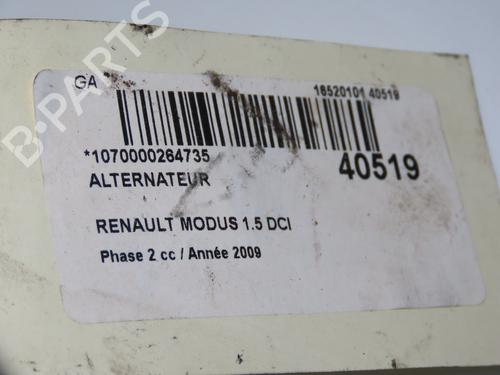 B-PARTS
GA
16520101 40519
*1070000264735
40519
ALTERNATEUR
RENAULT MODUS 1.5 DCI
Phase 2 cc / Année 2009